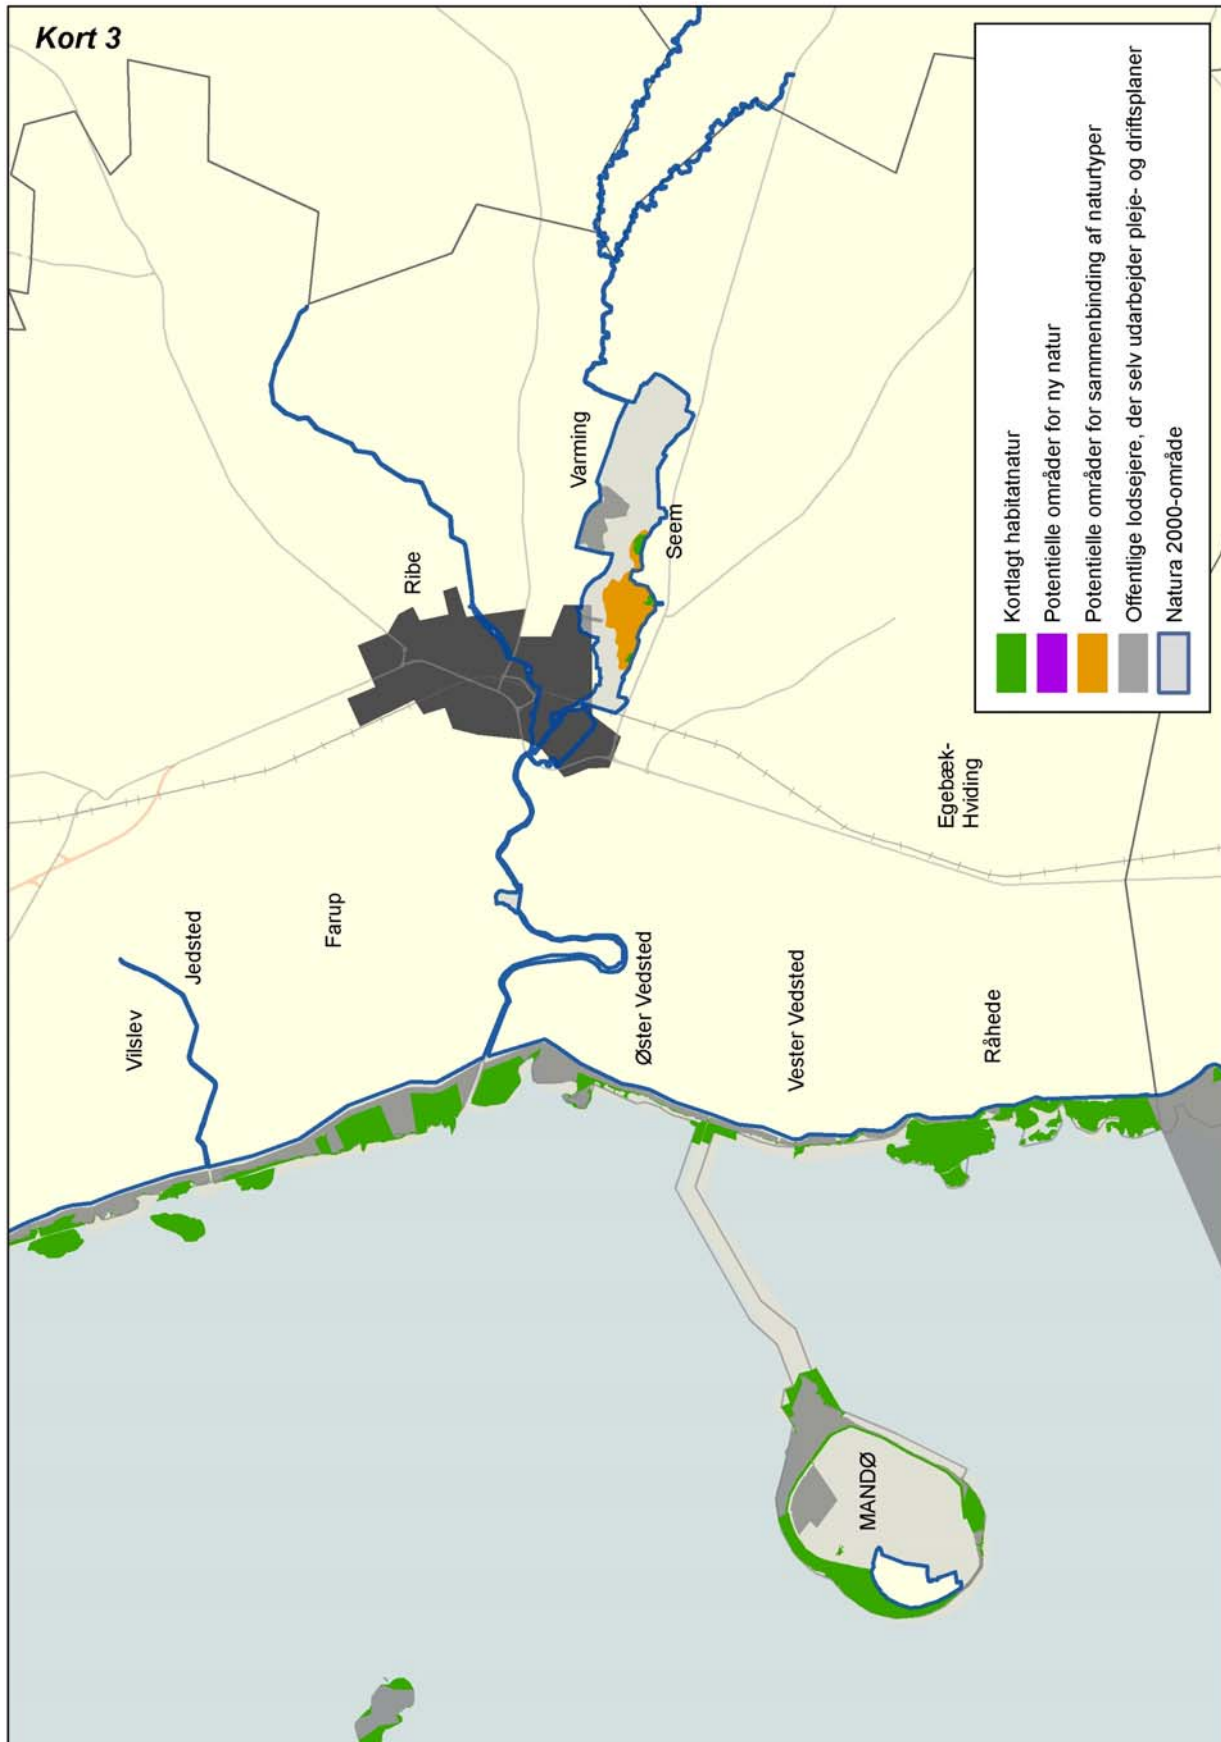 Kort 3
Vilslev
Jedsted
Farup
Ribe
Varming
Seem
Øster Vedsted
Vester Vedsted
Egebæk-
Hviding
Råhede
MANDØ
Kortlagt habitatnatur
Potentielle områder for ny natur
Potentielle områder for sammenbinding af naturtyper
Offentlige lodsejere, der selv udarbejder pleje- og driftsplaner
Natura 2000-område